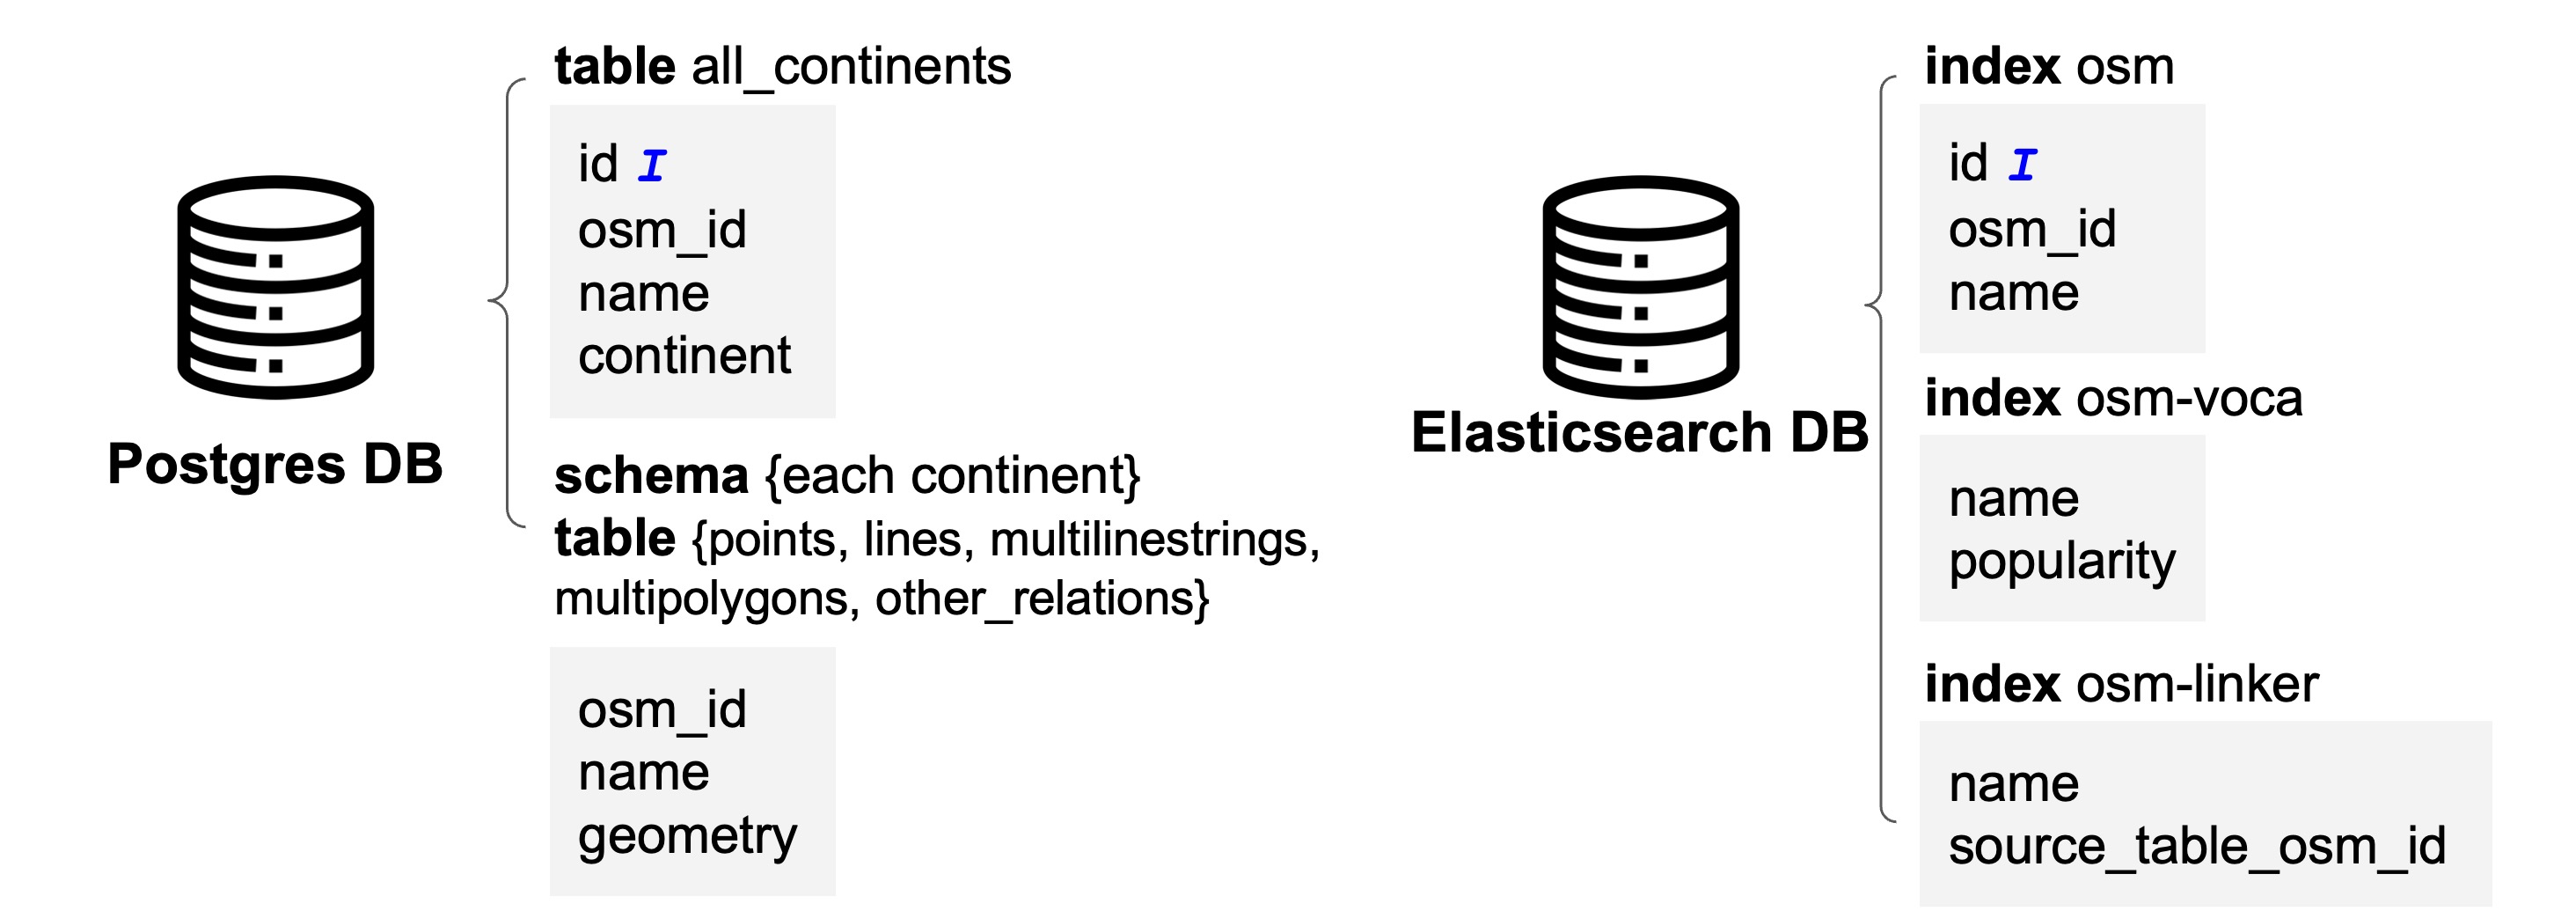 Postgres DB
table all_continents
id I
osm_id
name
continent
schema {each continent}
table {points, lines, multilinestrings,
multipolygons, other_relations}
osm_id
name
geometry
Elasticsearch DB
index osm
id I
osm_id
name
index osm-voca
name
popularity
index osm-linker
name
source_table_osm_id